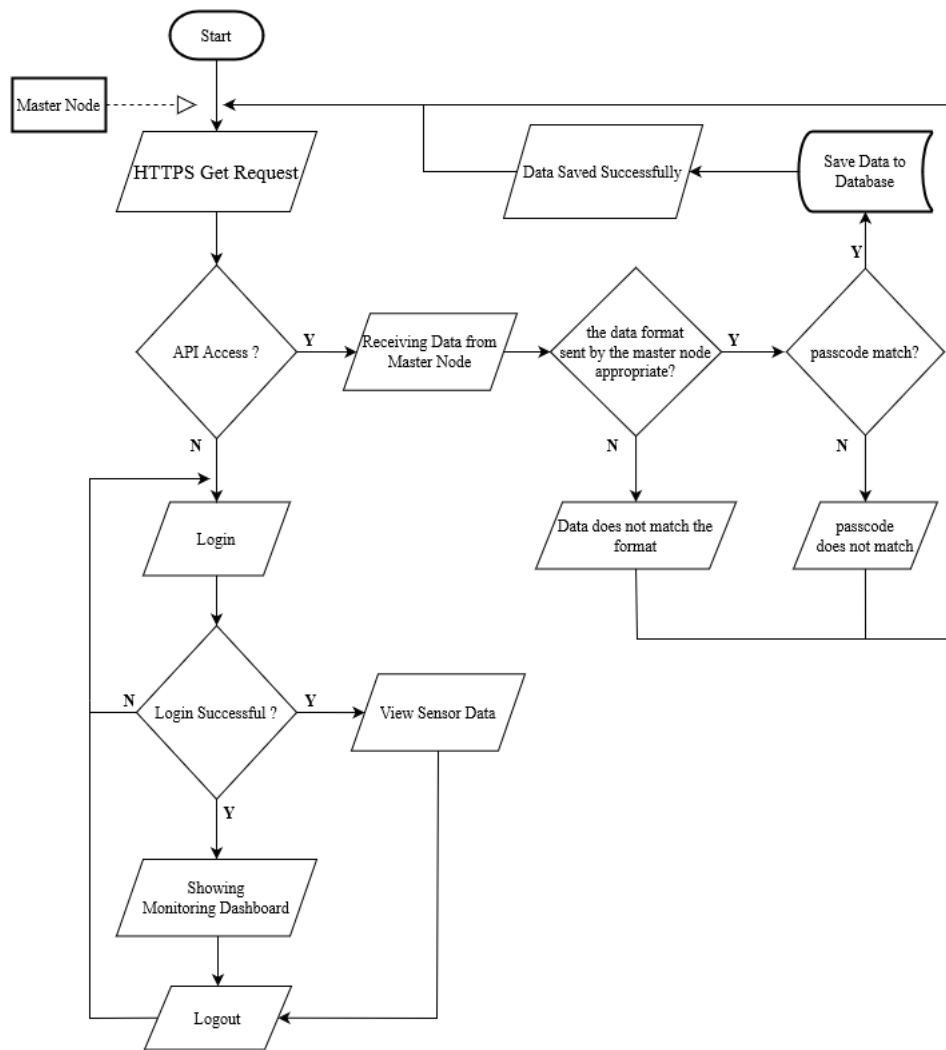 Start
Master Node
HTTPS Get Request
Data Saved Successfully
Save Data to
Database
Y
API Access ?
Y
Receiving Data from
Master Node
the data format
sent by the master node
appropriate?
Y
passcode match?
N
N
N
Login
Data does not match the
format
passcode
does not match
N
Login Successful ?
Y
View Sensor Data
Y
Showing
Monitoring Dashboard
Logout